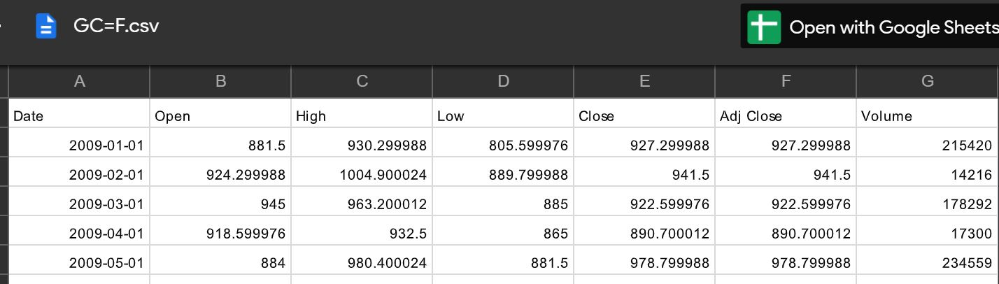 GC=F.csv
Open with Google Sheets
A B C D E F G
Date Open High Low Close Adj Close Volume
2009-01-01 881.5 930.299988 805.599976 927.299988 927.299988 215420
2009-02-01 924.299988 1004.900024 889.799988 941.5 941.5 14216
2009-03-01 945 963.200012 885 922.599976 922.599976 178292
2009-04-01 918.599976 932.5 865 890.700012 890.700012 17300
2009-05-01 884 980.400024 881.5 978.799988 978.799988 234559